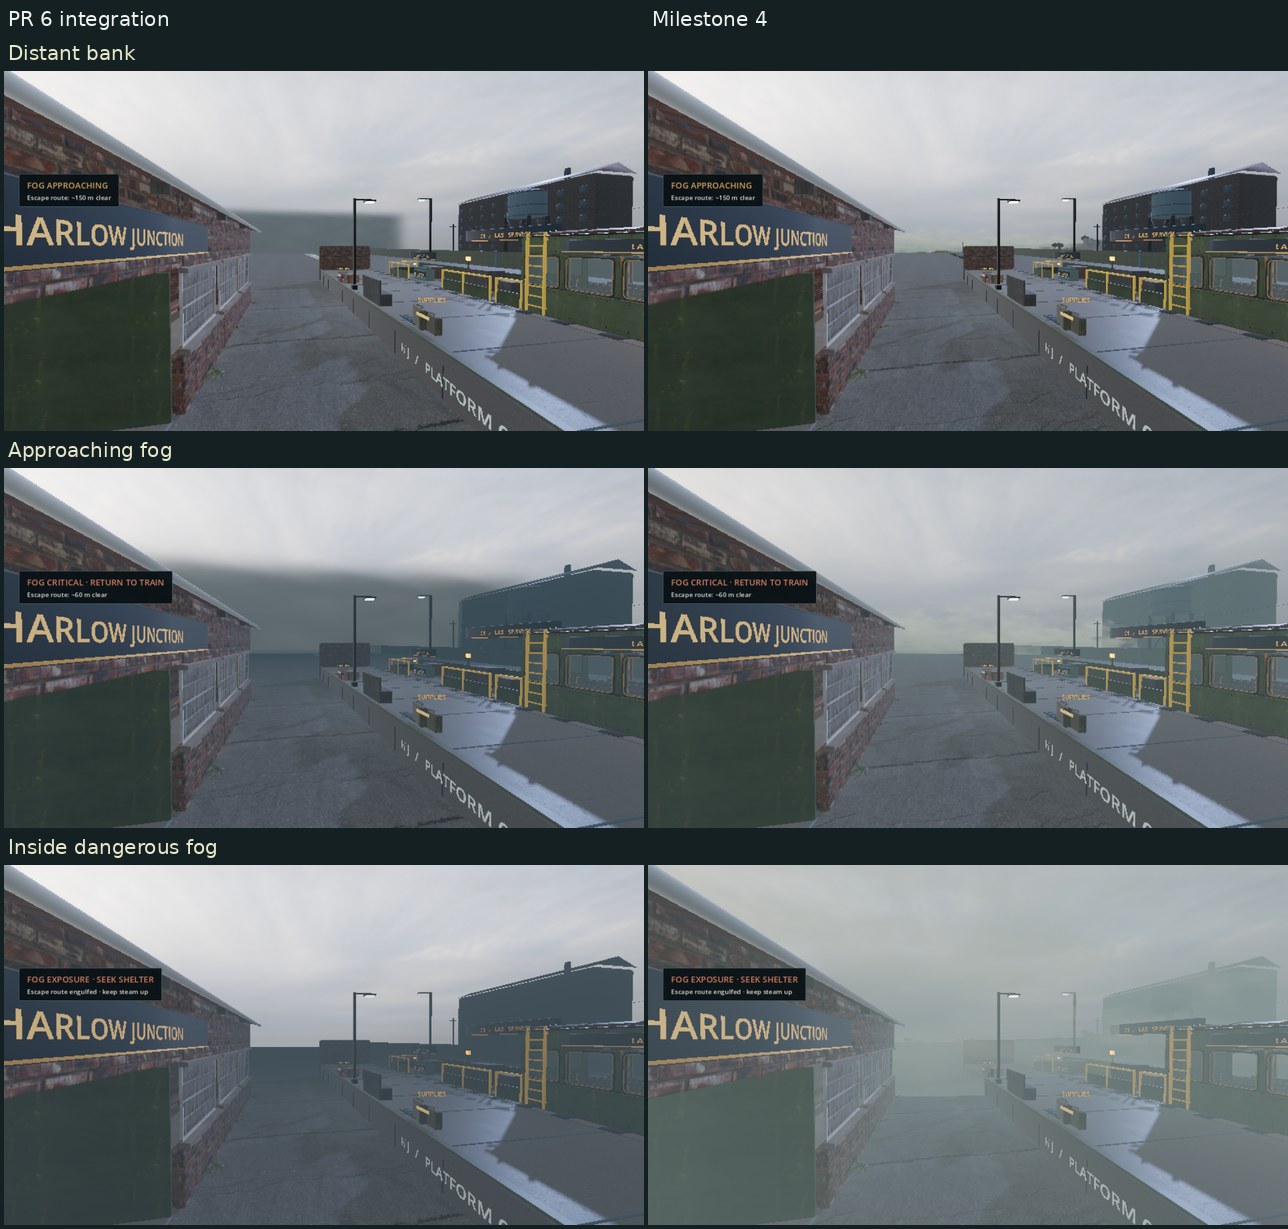 PR 6 integration
Milestone 4
Distant bank
FOG APPROACHING
Escape route: ~150 m clear
HARLOW JUNCTION
SUPPLIES
PLATFORM
FOG APPROACHING
Escape route: ~150 m clear
HARLOW JUNCTION
SUPPLIES
PLATFORM
Approaching fog
FOG CRITICAL · RETURN TO TRAIN
Escape route: ~60 m clear
HARLOW JUNCTION
SUPPLIES
PLATFORM
FOG CRITICAL · RETURN TO TRAIN
Escape route: ~60 m clear
HARLOW JUNCTION
SUPPLIES
PLATFORM
Inside dangerous fog
FOG EXPOSURE · SEEK SHELTER
Escape route engulfed · keep steam up
HARLOW JUNCTION
SUPPLIES
PLATFORM
FOG EXPOSURE · SEEK SHELTER
Escape route engulfed · keep steam up
HARLOW JUNCTION
SUPPLIES
PLATFORM